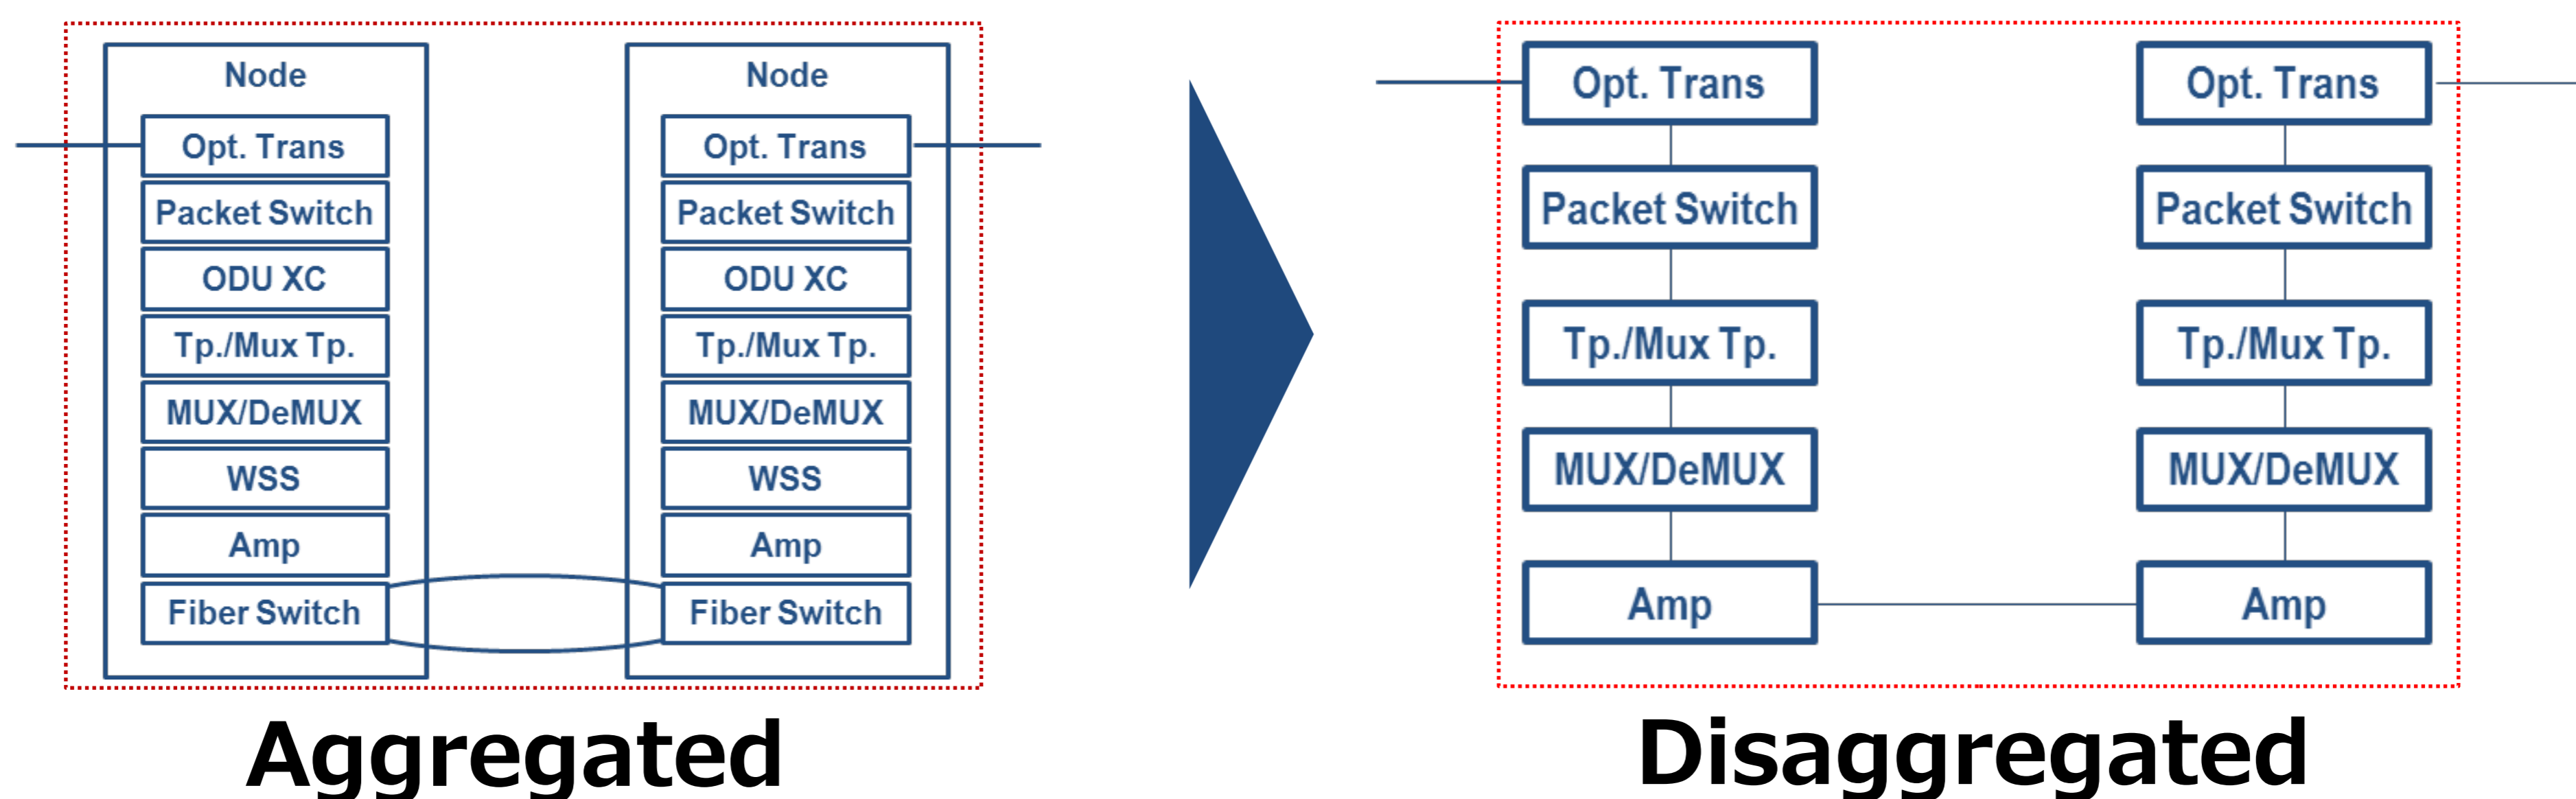 Node
Opt. Trans
Packet Switch
ODU XC
Tp./Mux Tp.
MUX/DeMUX
WSS
Amp
Fiber Switch
Node
Opt. Trans
Packet Switch
ODU XC
Tp./Mux Tp.
MUX/DeMUX
WSS
Amp
Fiber Switch
Aggregated
Opt. Trans
Packet Switch
Tp./Mux Tp.
MUX/DeMUX
Amp
Opt. Trans
Packet Switch
Tp./Mux Tp.
MUX/DeMUX
Amp
Disaggregated